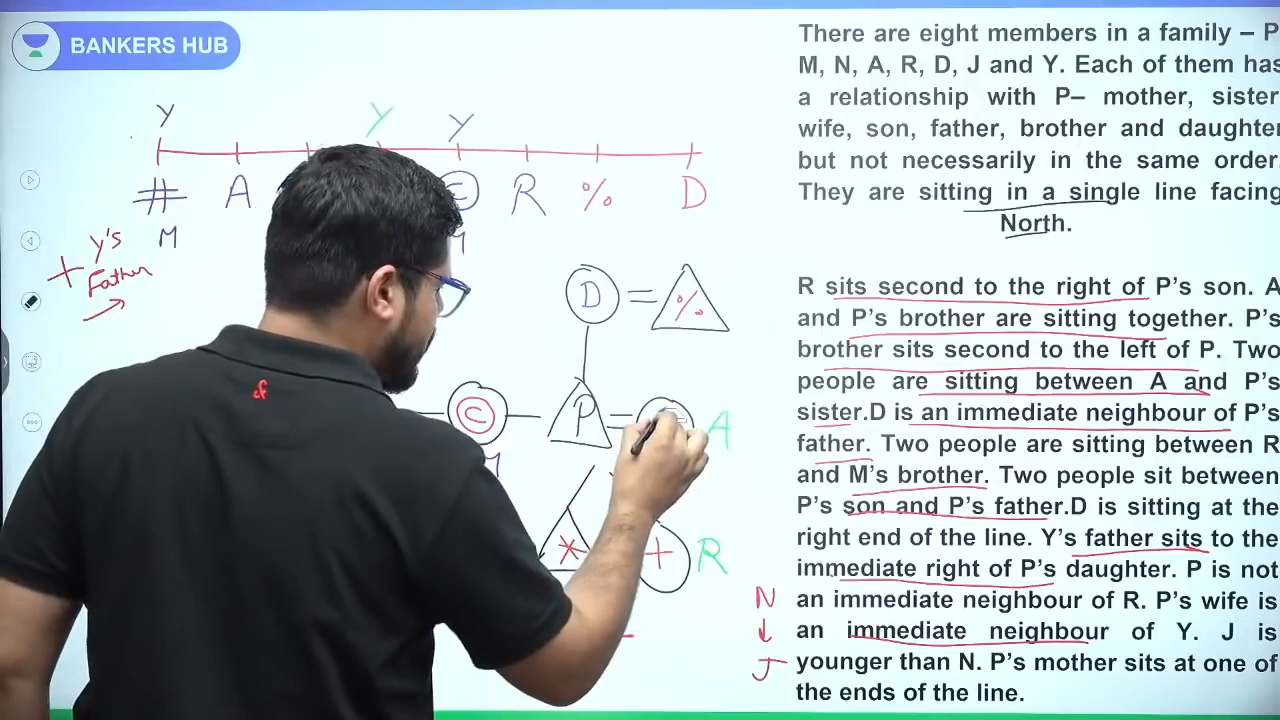 BANKERS HUB
Y Y Y
# A C R % D
M M
+ Y's
Father
D = %
C P = A
M
* + R
N
J
There are eight members in a family – P
M, N, A, R, D, J and Y. Each of them has
a relationship with P– mother, sister
wife, son, father, brother and daughter
but not necessarily in the same order.
They are sitting in a single line facing
North.
R sits second to the right of P's son. A
and P's brother are sitting together. P's
brother sits second to the left of P. Two
people are sitting between A and P's
sister.D is an immediate neighbour of P's
father. Two people are sitting between R
and M's brother. Two people sit between
P's son and P's father.D is sitting at the
right end of the line. Y's father sits to the
immediate right of P's daughter. P is not
an immediate neighbour of R. P's wife is
an immediate neighbour of Y. J is
younger than N. P's mother sits at one of
the ends of the line.